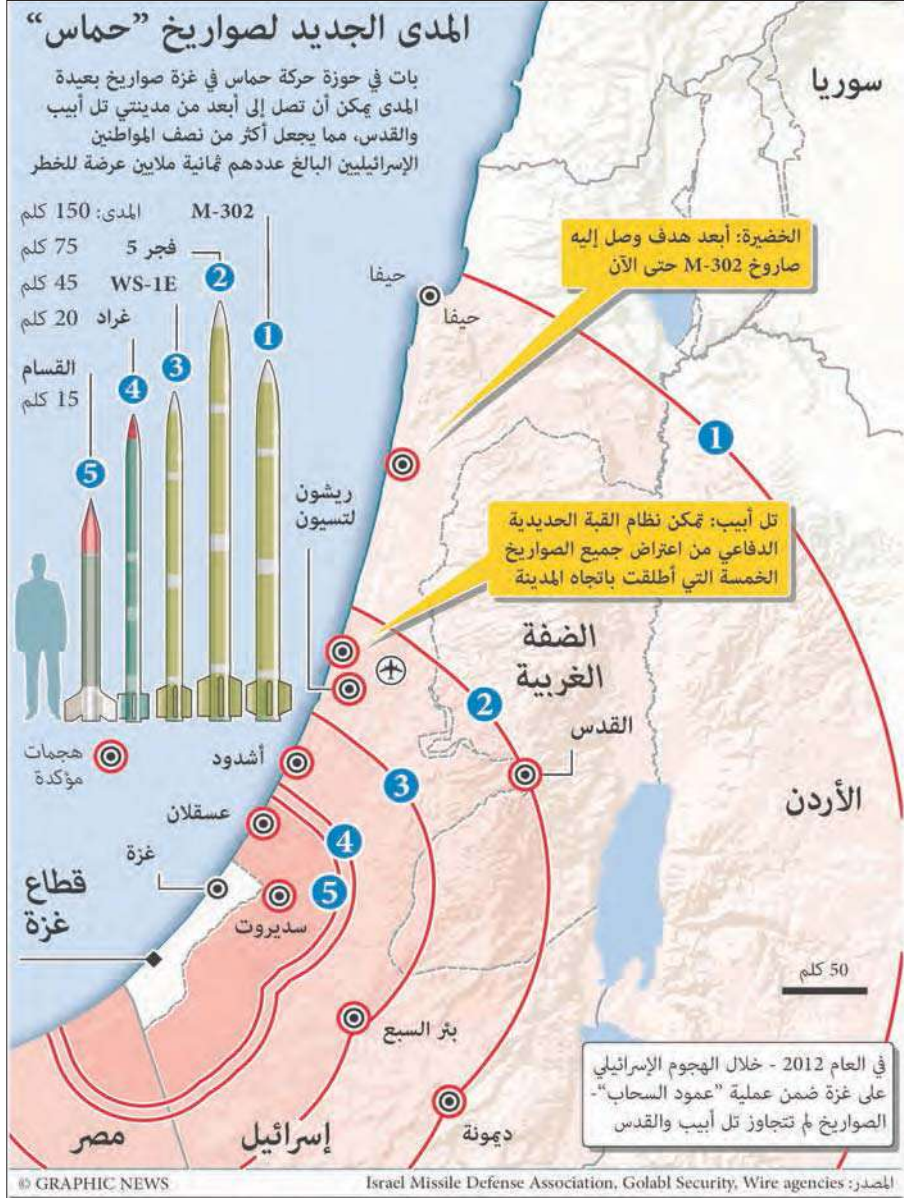 المدى الجديد لصواريخ “حماس”
بات في حوزة حركة حماس في غزة صواريخ بعيدة
المدى يمكن أن تصل إلى أبعد من مدينتي تل أبيب
والقدس، مما يجعل أكثر من نصف المواطنين
الإسرائيليين البالغ عددهم ثمانية ملايين عرضة للخطر
M-302 المدى: 150 كلم
فجر 5 75 كلم
WS-1E 45 كلم
غراد 20 كلم
القسام
15 كلم
1
2
3
4
5
هجمات
مؤكدة
سوريا
الخضيرة: أبعد هدف وصل إليه
صاروخ M-302 حتى الآن
حيفا
حيفا
1
ريشون
لتسيون
تل أبيب: تمكن نظام القبة الحديدية
الدفاعي من اعتراض جميع الصواريخ
الخمسة التي أطلقت باتجاه المدينة
الضفة
الغربية
2
القدس
أشدود
3
الأردن
عسقلان
4
غزة
5
قطاع
غزة
سديروت
50 كلم
بئر السبع
في العام 2012 - خلال الهجوم الإسرائيلي
على غزة ضمن عملية “عمود السحاب”-
الصواريخ لم تتجاوز تل أبيب والقدس
ديمونة
إسرائيل
مصر
© GRAPHIC NEWS
المصدر: Israel Missile Defense Association, Golabl Security, Wire agencies